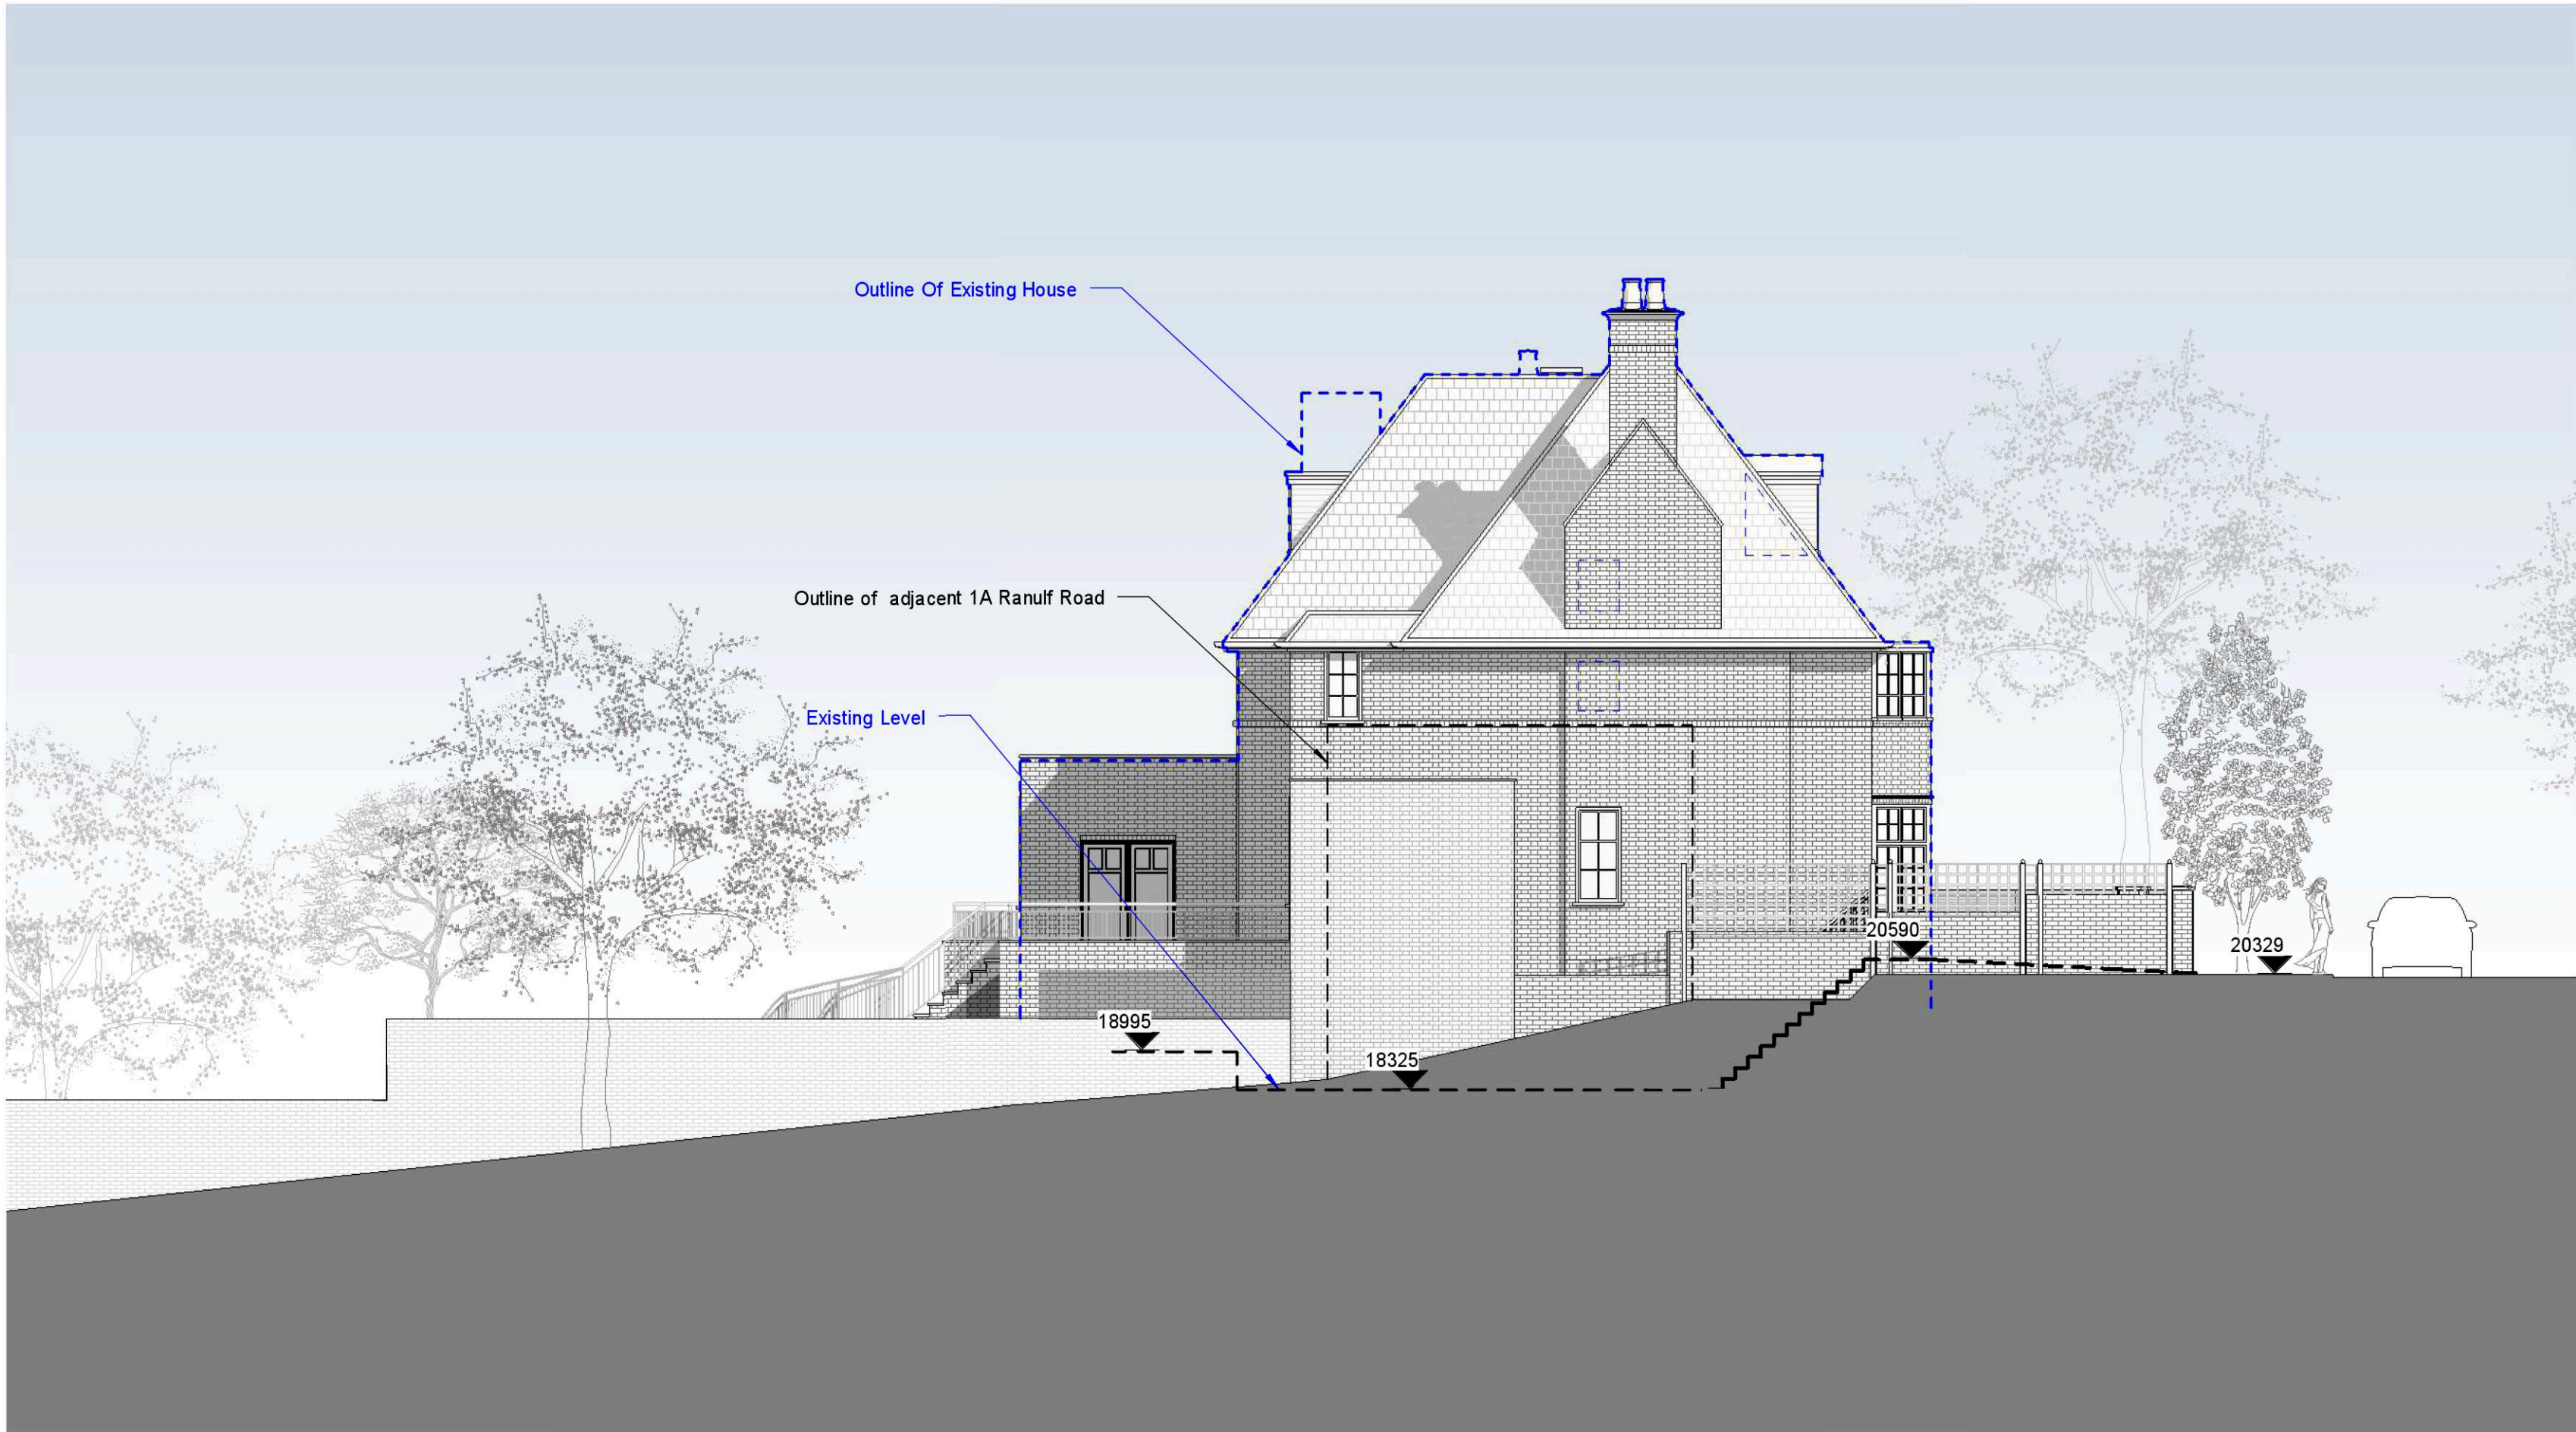 Outline Of Existing House
Outline of adjacent 1A Ranulf Road
Existing Level
20590
20329
18995
18325